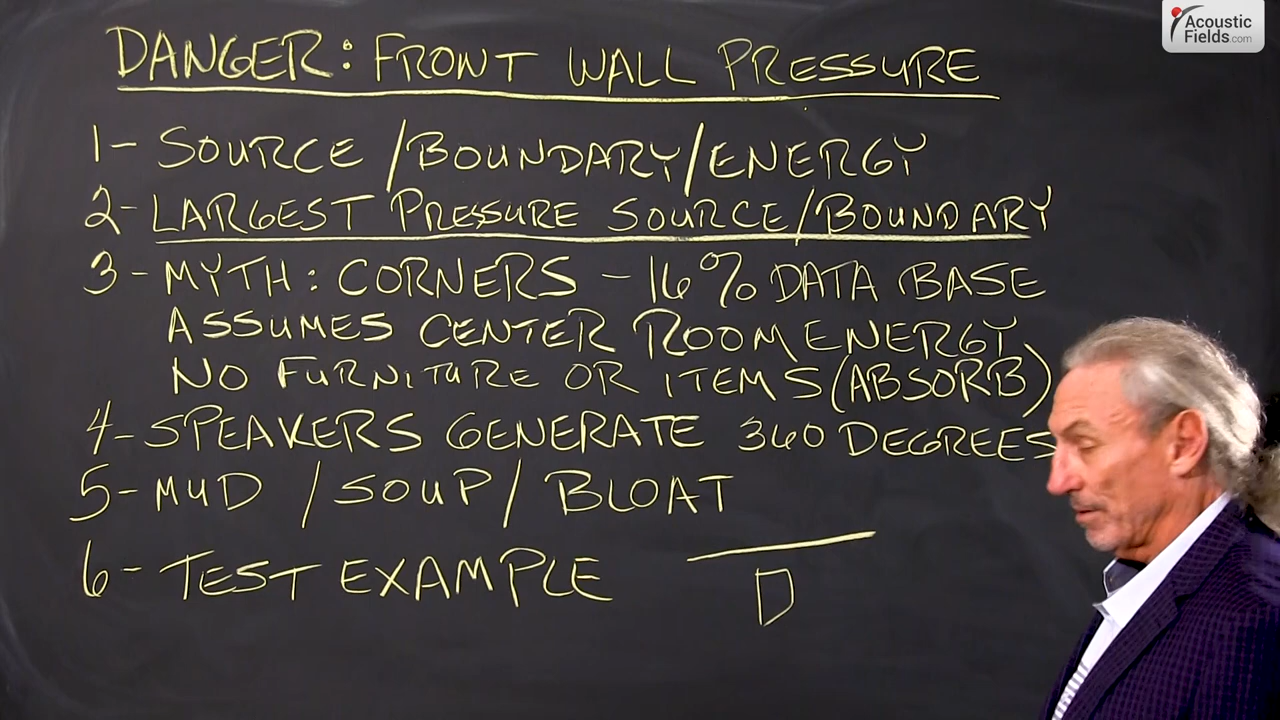 Acoustic
Fields.com
DANGER: FRONT WALL PRESSURE
1- SOURCE /BOUNDARY/ENERGY
2- LARGEST PRESSURE SOURCE/BOUNDARY
3- MYTH: CORNERS - 16% DATA BASE
ASSUMES CENTER ROOM ENERGY
NO FURNITURE OR ITEMS (ABSORB)
4- SPEAKERS GENERATE 360 DEGREES
5- MUD / SOUP / BLOAT
6- TEST EXAMPLE